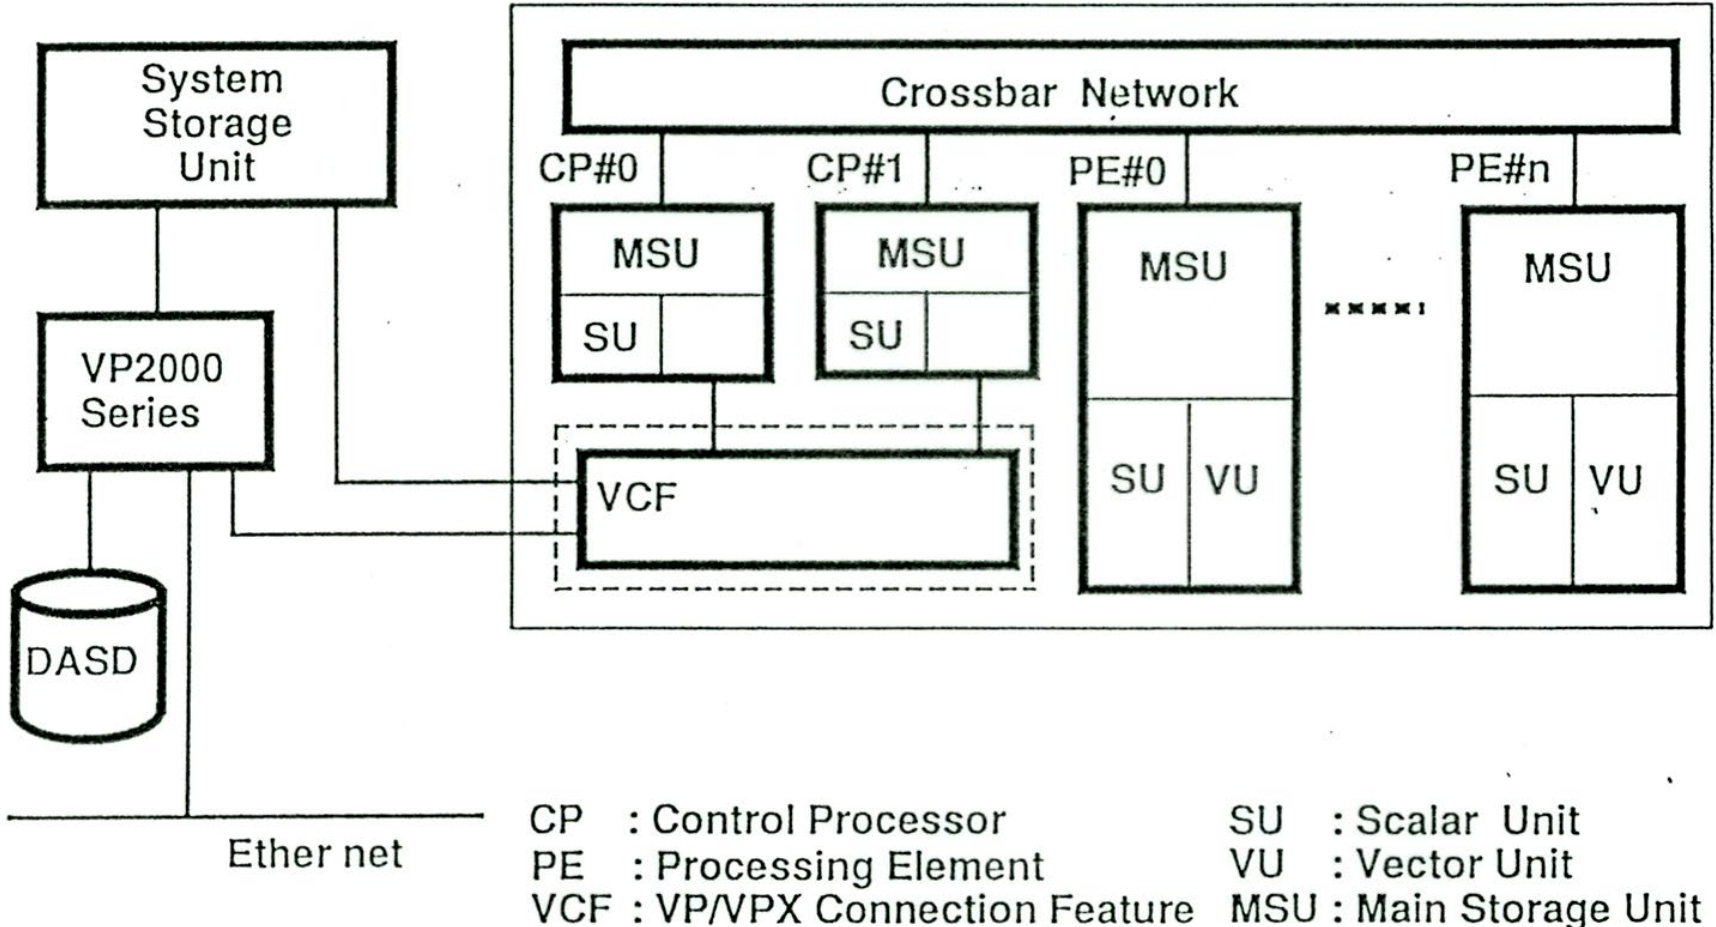 System
Storage
Unit
Crossbar Network
CP#0
CP#1
PE#0
PE#n
MSU
MSU
MSU
MSU
SU
SU
VP2000
Series
VCF
SU
VU
SU
VU
DASD
Ether net
CP : Control Processor
SU : Scalar Unit
PE : Processing Element
VU : Vector Unit
VCF : VP/VPX Connection Feature
MSU : Main Storage Unit